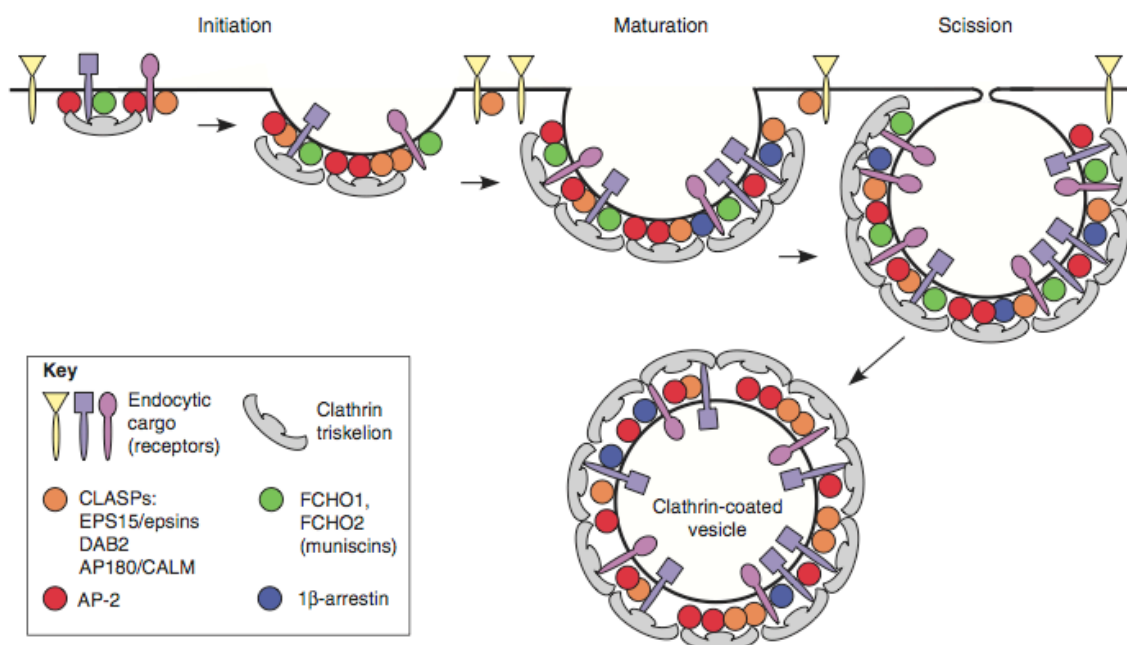 Initiation
Maturation
Scission
Key
Endocytic
cargo
(receptors)
Clathrin
triskelion
CLASPs:
EPS15/epsins
DAB2
AP180/CALM
FCHO1,
FCHO2
(muniscins)
AP-2
1β-arrestin
Clathrin-coated
vesicle